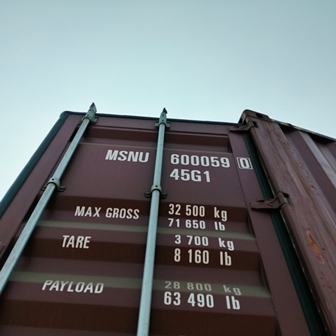 MSNU 600059 0
45G1
MAX GROSS 32 500 kg
71 650 lb
TARE 3 700 kg
8 160 lb
PAYLOAD 28 800 kg
63 490 lb